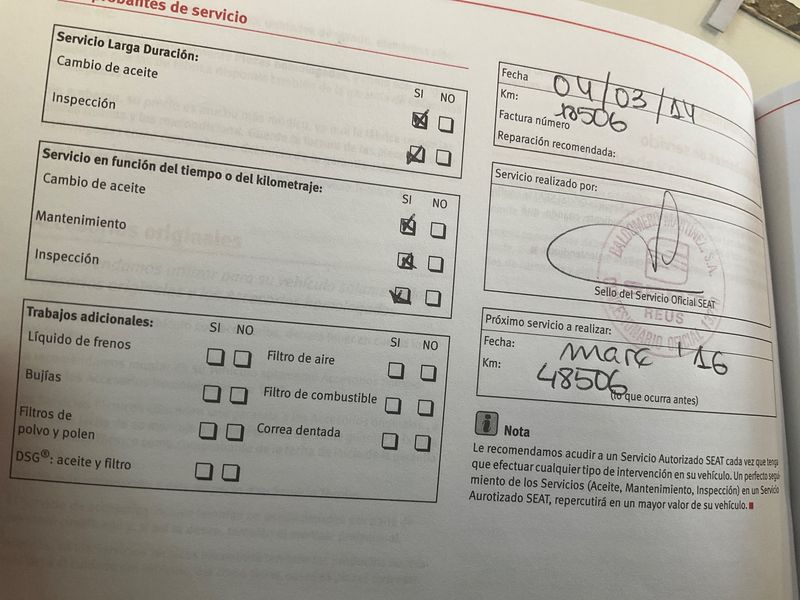 probantes de servicio
Servicio Larga Duración:
SI NO
Cambio de aceite
Inspección
Servicio en función del tiempo o del kilometraje:
SI NO
Cambio de aceite
Mantenimiento
Inspección
Trabajos adicionales:
SI NO
SI NO
Líquido de frenos
Filtro de aire
Bujías
Filtro de combustible
Filtros de
polvo y polen
Correa dentada
DSG®: aceite y filtro
Fecha 04/03/14
Km: 18506
Factura número
Reparación recomendada:
Servicio realizado por:
BALDOMERO MARTINEZ, S.A.
REUS
Sello del Servicio Oficial SEAT
Próximo servicio a realizar:
Fecha: Març '16
Km: 48506
(lo que ocurra antes)
i Nota
Le recomendamos acudir a un Servicio Autorizado SEAT cada vez que tenga
que efectuar cualquier tipo de intervención en su vehículo. Un perfecto segui-
miento de los Servicios (Aceite, Mantenimiento, Inspección) en un Servicio
Aurotizado SEAT, repercutirá en un mayor valor de su vehículo.